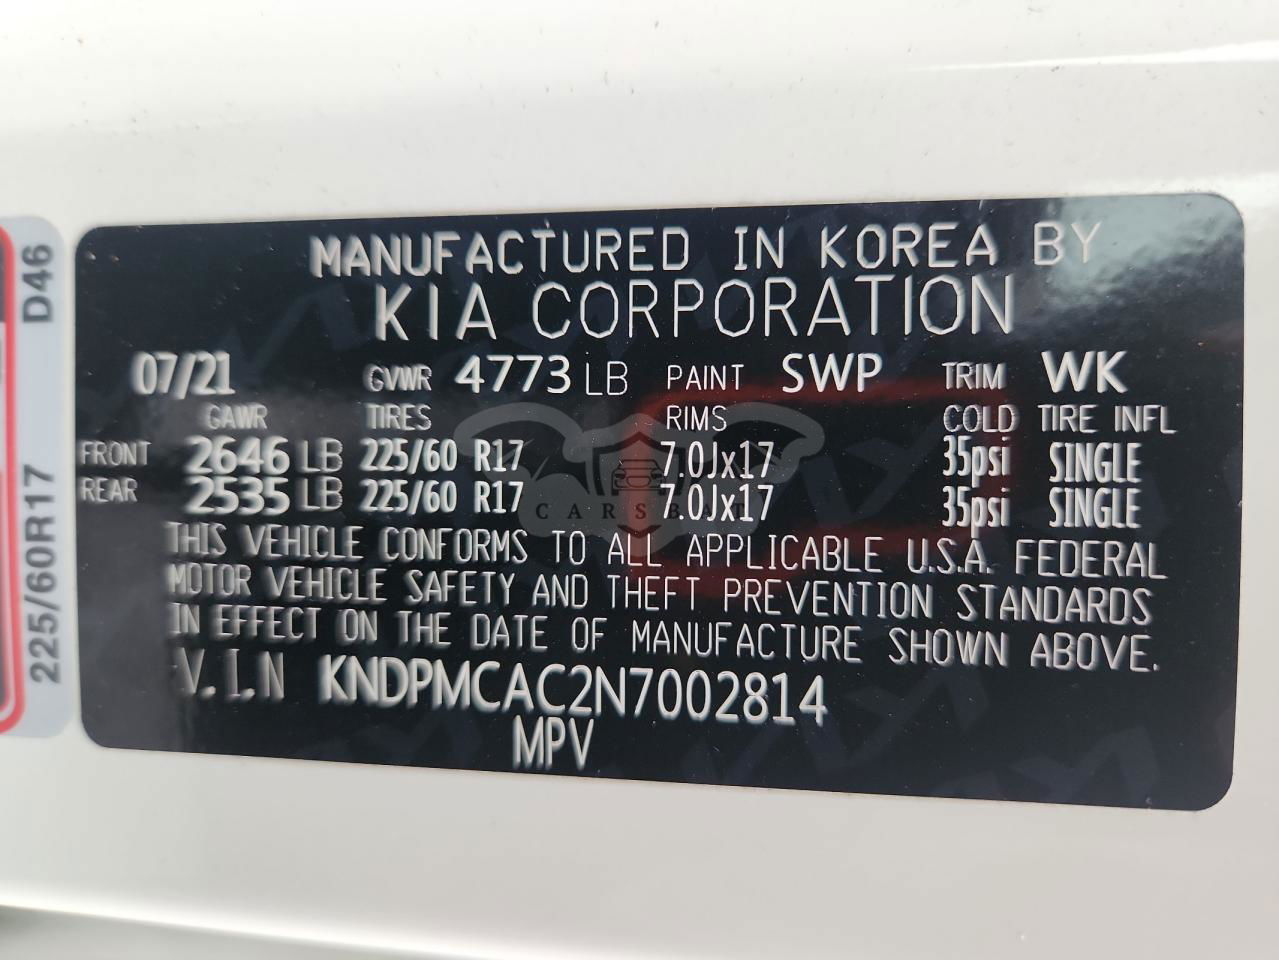 MANUFACTURED IN KOREA BY
KIA CORPORATION
07/21 GVWR 4773 LB PAINT SWP TRIM WK
GAWR TIRES RIMS COLD TIRE INFL
FRONT 2646 LB 225/60 R17 7.0Jx17 35psi SINGLE
REAR 2535 LB 225/60 R17 7.0Jx17 35psi SINGLE
THIS VEHICLE CONFORMS TO ALL APPLICABLE U.S.A. FEDERAL
MOTOR VEHICLE SAFETY AND THEFT PREVENTION STANDARDS
IN EFFECT ON THE DATE OF MANUFACTURE SHOWN ABOVE.
V.I.N KNDPMCAC2N7002814
MPV
225/60R17 D46
CARSBAT